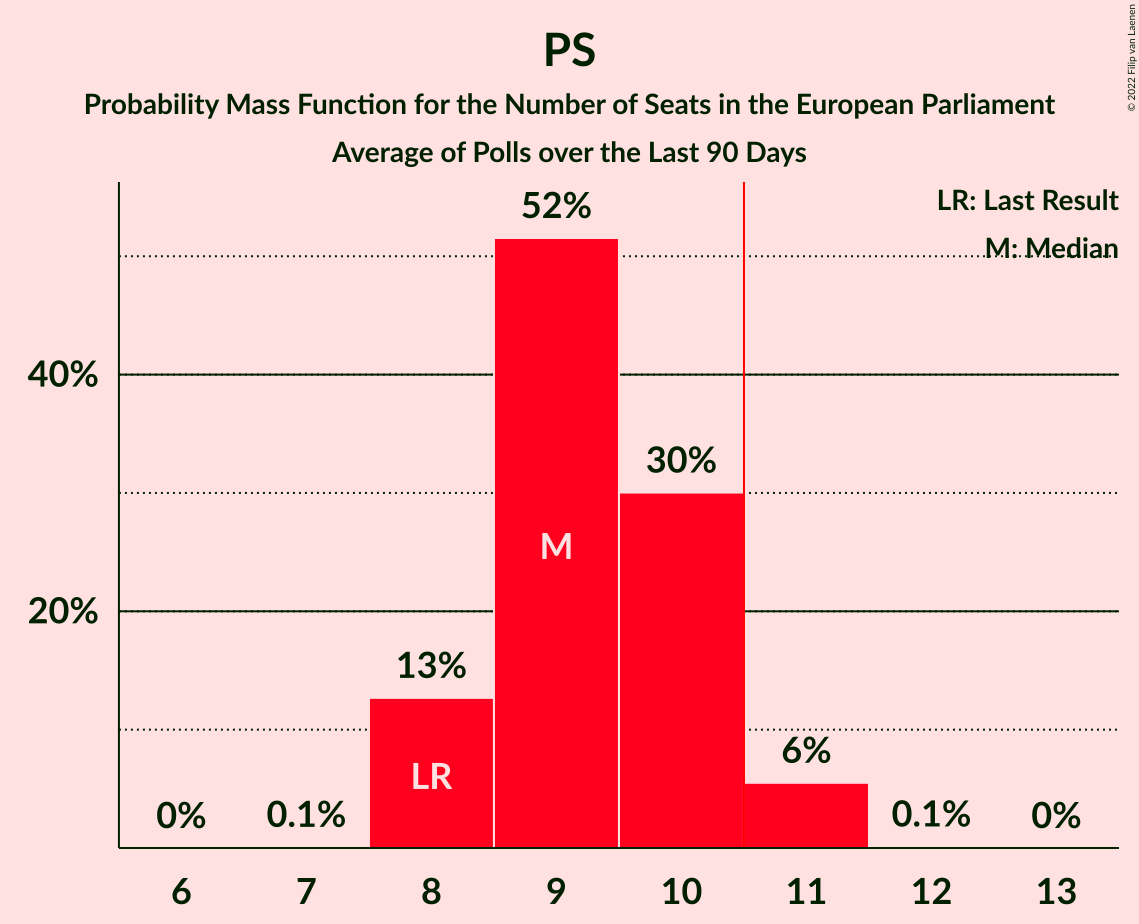 PS
Probability Mass Function for the Number of Seats in the European Parliament
Average of Polls over the Last 90 Days
© 2022 Filip van Laenen
LR: Last Result
M: Median
52%
40%
30%
M
20%
13%
6%
LR
0%
0.1%
0.1%
0%
6 7 8 9 10 11 12 13